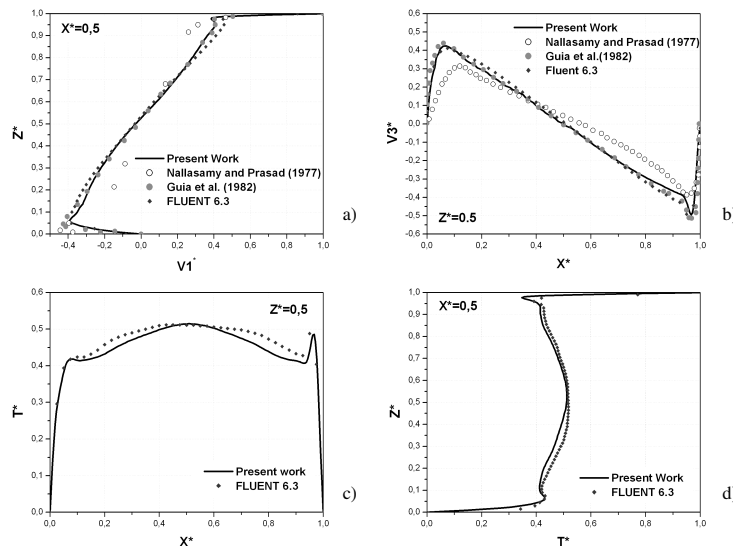 1,0
0,9
0,8
0,7
0,6
0,5
0,4
0,3
0,2
0,1
0,0
Z*
X*=0,5
Present Work
Nallasamy and Prasad (1977)
Guia et al. (1982)
FLUENT 6.3
-0,4 -0,2 0,0 0,2 0,4 0,6 0,8 1,0
V1*
a)
0,6
0,5
0,4
0,3
0,2
0,1
0,0
-0,1
-0,2
-0,3
-0,4
-0,5
-0,6
V3*
Present Work
Nallasamy and Prasad (1977)
Guia et al.(1982)
Fluent 6.3
Z*=0.5
0,0 0,2 0,4 0,6 0,8 1,0
X*
b)
0,6
0,5
0,4
0,3
0,2
0,1
0,0
T*
Z*=0,5
Present work
FLUENT 6.3
0,0 0,2 0,4 0,6 0,8 1,0
X*
c)
1,0
0,9
0,8
0,7
0,6
0,5
0,4
0,3
0,2
0,1
0,0
Z*
X*=0,5
Present Work
FLUENT 6.3
0,0 0,2 0,4 0,6 0,8 1,0
T*
d)